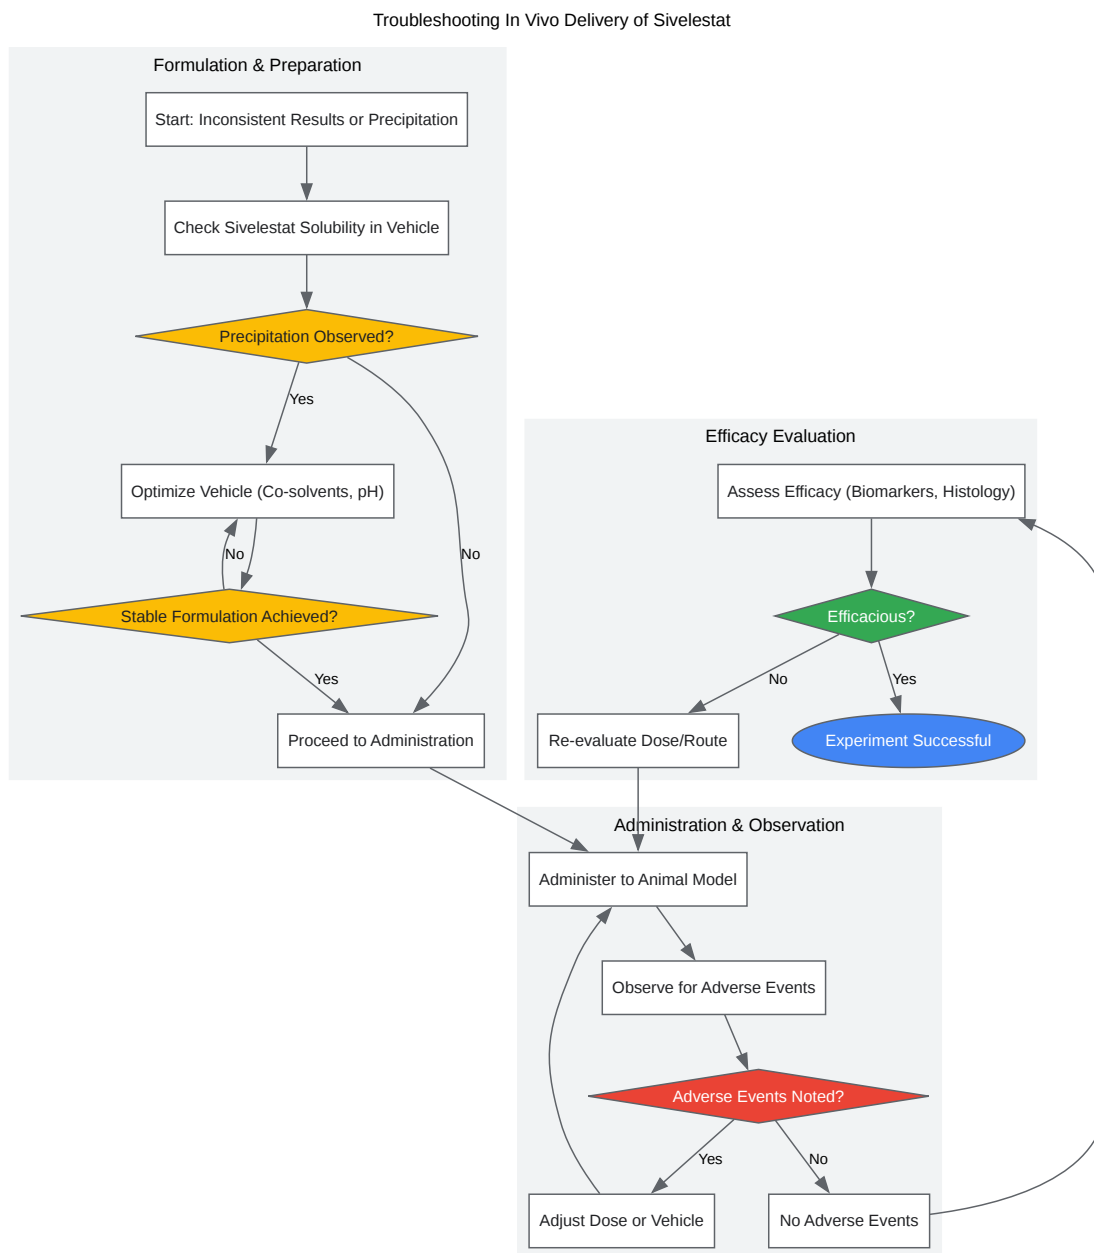 Troubleshooting In Vivo Delivery of Sivelestat
Formulation & Preparation
Start: Inconsistent Results or Precipitation
Check Sivelestat Solubility in Vehicle
Precipitation Observed?
Yes
No
Optimize Vehicle (Co-solvents, pH)
No
Stable Formulation Achieved?
Yes
Proceed to Administration
Efficacy Evaluation
Assess Efficacy (Biomarkers, Histology)
Efficacious?
No
Yes
Re-evaluate Dose/Route
Experiment Successful
Administration & Observation
Administer to Animal Model
Observe for Adverse Events
Adverse Events Noted?
Yes
No
Adjust Dose or Vehicle
No Adverse Events